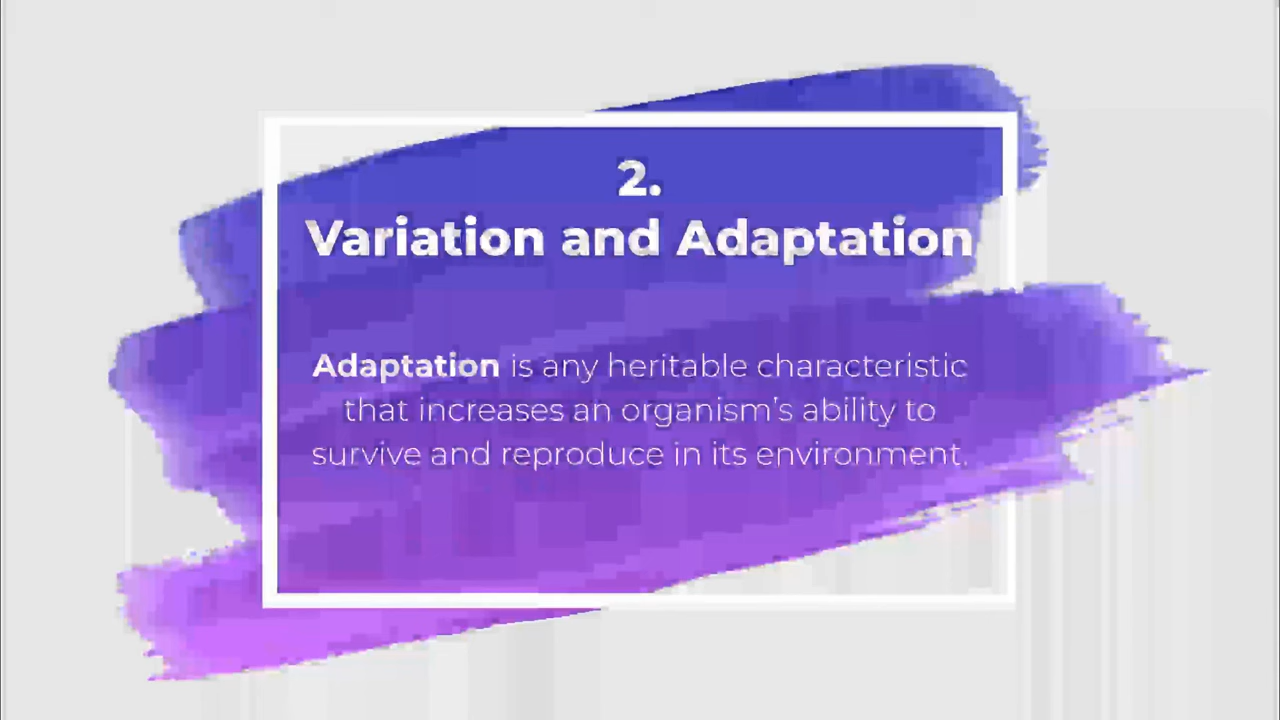 2.
Variation and Adaptation
Adaptation is any heritable characteristic
that increases an organism's ability to
survive and reproduce in its environment.